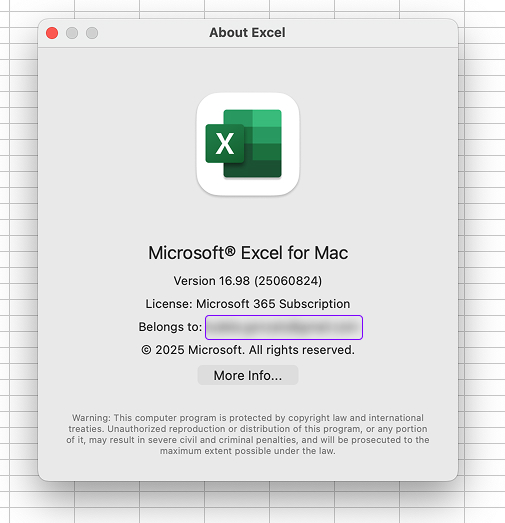 About Excel
X
Microsoft® Excel for Mac
Version 16.98 (25060824)
License: Microsoft 365 Subscription
Belongs to:
© 2025 Microsoft. All rights reserved.
More Info...
Warning: This computer program is protected by copyright law and international
treaties. Unauthorized reproduction or distribution of this program, or any portion
of it, may result in severe civil and criminal penalties, and will be prosecuted to the
maximum extent possible under the law.